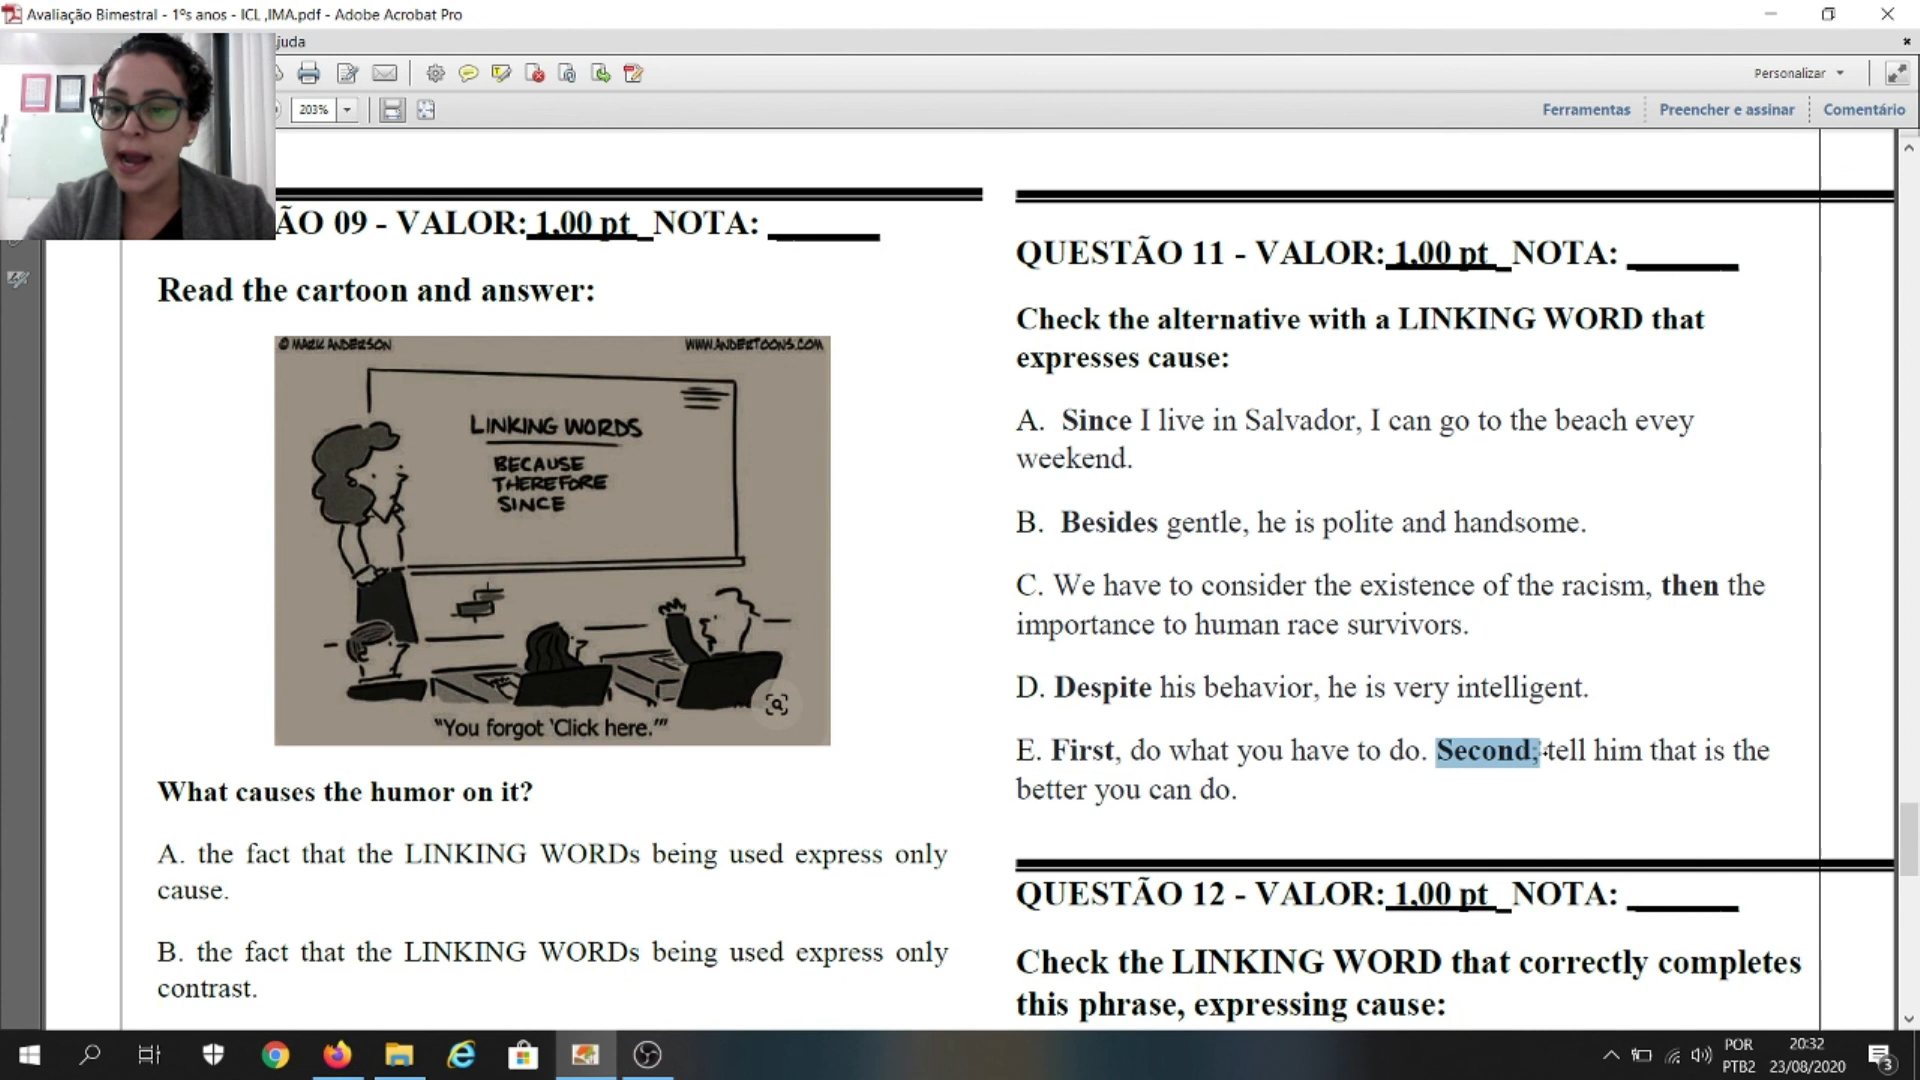 Avaliação Bimestral - 1ºs anos - ICL ,IMA.pdf - Adobe Acrobat Pro
juda
Personalizar
203%
Ferramentas
Preencher e assinar
Comentário
ÃO 09 - VALOR: 1,00 pt _NOTA: ______
Read the cartoon and answer:
© MARK ANDERSON
WWW.ANDERTOONS.COM
LINKING WORDS
BECAUSE
THEREFORE
SINCE
"You forgot 'Click here.'"
What causes the humor on it?
A. the fact that the LINKING WORDs being used express only
cause.
B. the fact that the LINKING WORDs being used express only
contrast.
QUESTÃO 11 - VALOR: 1,00 pt _NOTA: ______
Check the alternative with a LINKING WORD that
expresses cause:
A. Since I live in Salvador, I can go to the beach evey
weekend.
B. Besides gentle, he is polite and handsome.
C. We have to consider the existence of the racism, then the
importance to human race survivors.
D. Despite his behavior, he is very intelligent.
E. First, do what you have to do. Second, tell him that is the
better you can do.
QUESTÃO 12 - VALOR: 1,00 pt _NOTA: ______
Check the LINKING WORD that correctly completes
this phrase, expressing cause:
POR
PTB2
20:32
23/08/2020
3